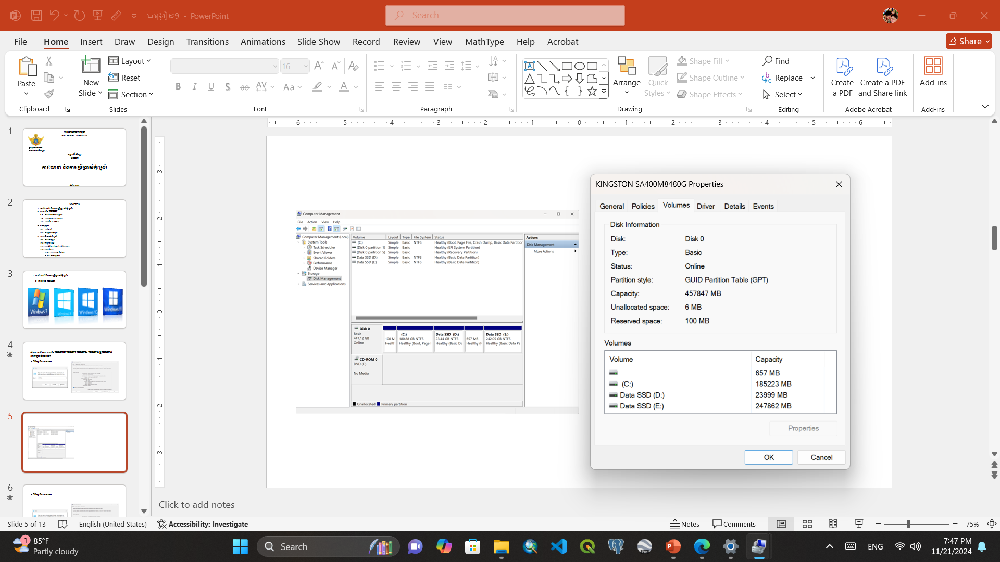 PowerPoint
Search
File Home Insert Draw Design Transitions Animations Slide Show Record Review View MathType Help Acrobat
Share
Paste
Clipboard
New Slide
Layout
Reset
Section
Slides
16
Font
Paragraph
Arrange
Quick Styles
Shape Fill
Shape Outline
Shape Effects
Drawing
Find
Replace
Select
Editing
Create a PDF
Create a PDF and Share link
Adobe Acrobat
Add-ins
Add-ins
1
2
3
Windows 7
Windows 10
Windows 11
4
5
6
Computer Management
File Action View Help
Computer Management (Local)
System Tools
Task Scheduler
Event Viewer
Shared Folders
Performance
Device Manager
Storage
Disk Management
Services and Applications
Volume Layout Type File System Status
(C:) Simple Basic NTFS Healthy (Boot, Page File, Crash Dump, Basic Data Partition
(Disk 0 partition 1) Simple Basic Healthy (EFI System Partition)
(Disk 0 partition 5) Simple Basic Healthy (Recovery Partition)
Data SSD (D:) Simple Basic NTFS Healthy (Basic Data Partition)
Data SSD (E:) Simple Basic NTFS Healthy (Basic Data Partition)
Actions
Disk Management
More Actions
Disk 0
Basic
447.12 GB
Online
100 M
Healt
(C:)
180.88 GB NTFS
Healthy (Boot, Page
Data SSD (D:)
23.44 GB NTFS
Healthy (Basic Da
657 MB
Healthy (
Data SSD (E:)
242.05 GB NTFS
Healthy (Basic Data Pa
CD-ROM 0
DVD (F:)
No Media
Unallocated Primary partition
KINGSTON SA400M8480G Properties
General Policies Volumes Driver Details Events
Disk Information
Disk: Disk 0
Type: Basic
Status: Online
Partition style: GUID Partition Table (GPT)
Capacity: 457847 MB
Unallocated space: 6 MB
Reserved space: 100 MB
Volumes
Volume Capacity
657 MB
(C:) 185223 MB
Data SSD (D:) 23999 MB
Data SSD (E:) 247862 MB
Properties
OK Cancel
Click to add notes
Slide 5 of 13 English (United States) Accessibility: Investigate Notes Comments 75%
1
85°F
Partly cloudy
Search
ENG
7:47 PM
11/21/2024